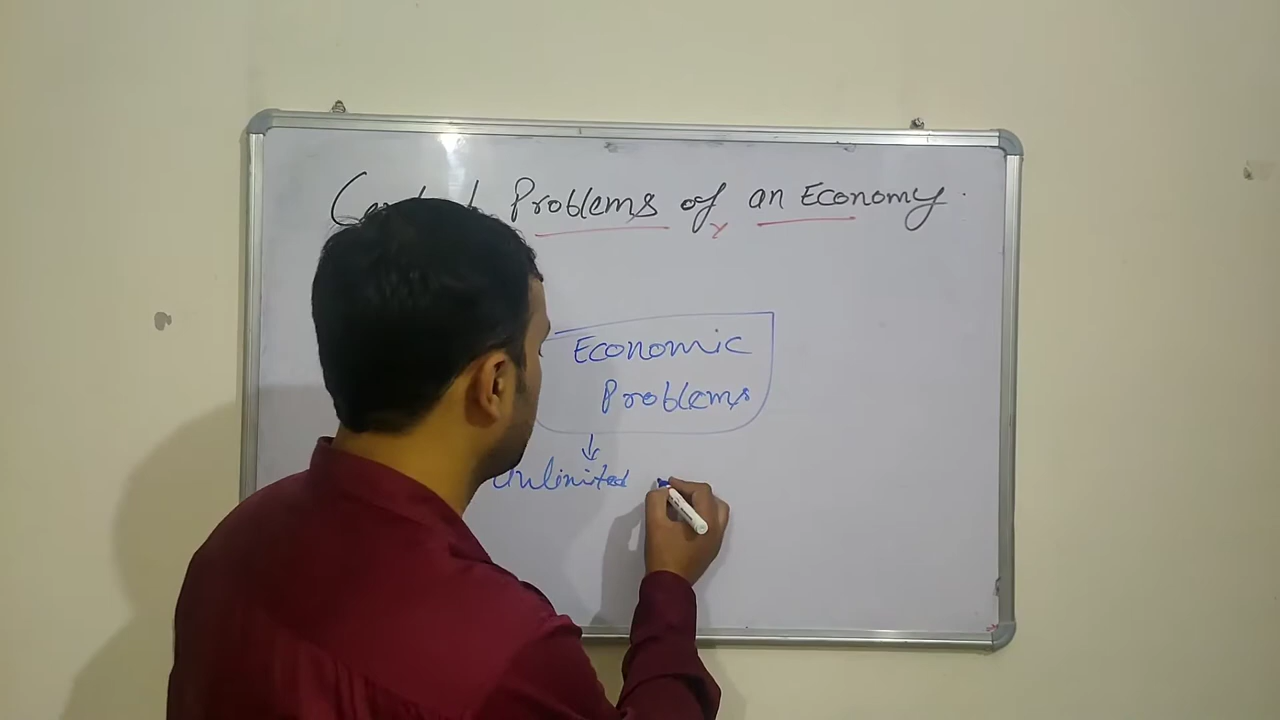 Problems of an Economy.
Economic
Problems
Unlimited